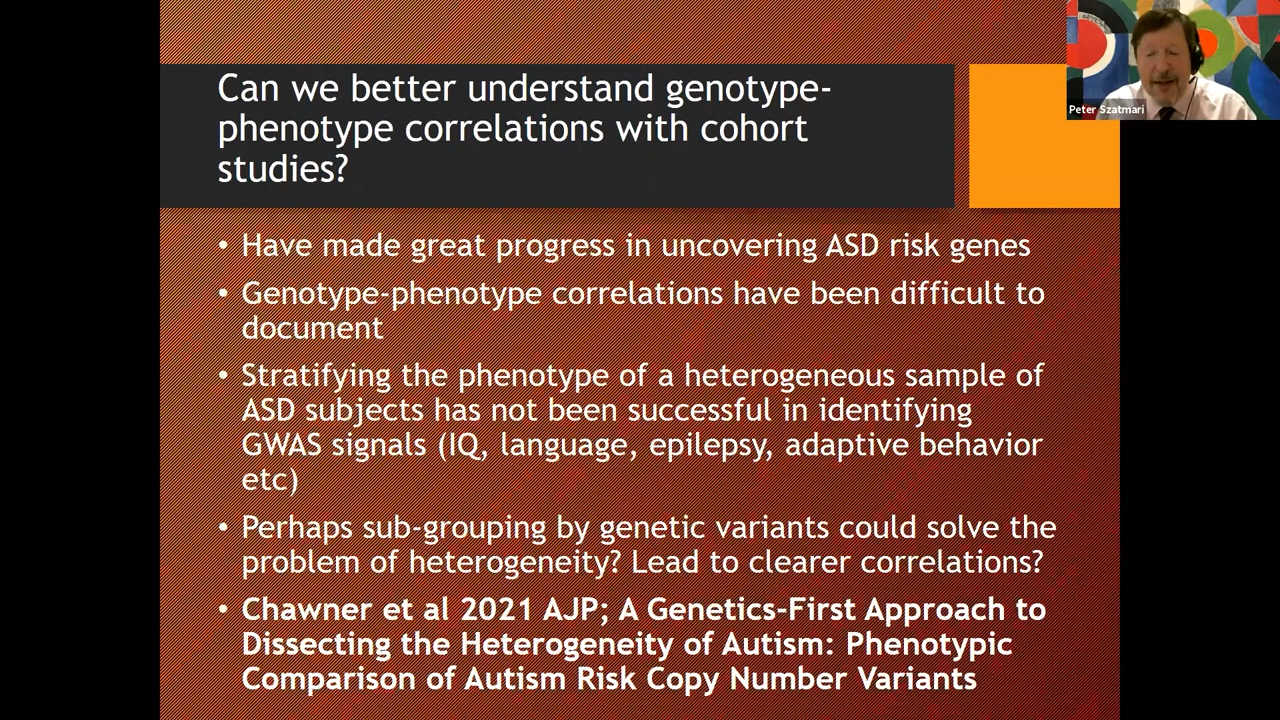 Can we better understand genotype-
phenotype correlations with cohort
studies?
Peter Szatmari
• Have made great progress in uncovering ASD risk genes
• Genotype-phenotype correlations have been difficult to
document
• Stratifying the phenotype of a heterogeneous sample of
ASD subjects has not been successful in identifying
GWAS signals (IQ, language, epilepsy, adaptive behavior
etc)
• Perhaps sub-grouping by genetic variants could solve the
problem of heterogeneity? Lead to clearer correlations?
• Chawner et al 2021 AJP; A Genetics-First Approach to
Dissecting the Heterogeneity of Autism: Phenotypic
Comparison of Autism Risk Copy Number Variants